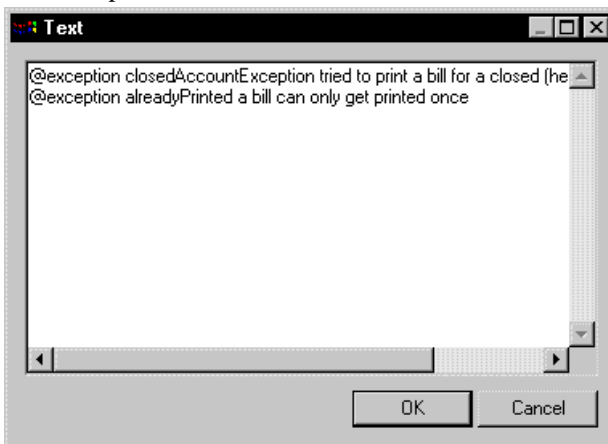 Text
@exception closedAccountException tried to print a bill for a closed (he
@exception alreadyPrinted a bill can only get printed once
OK Cancel